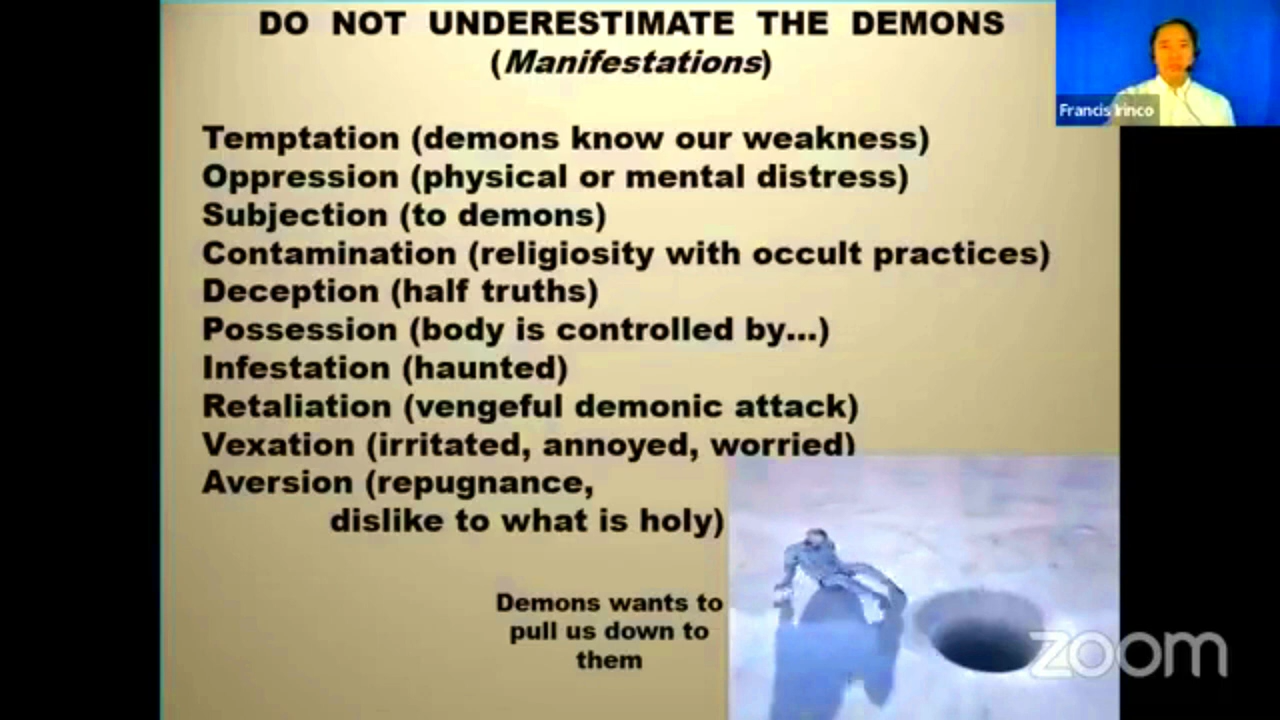 DO NOT UNDERESTIMATE THE DEMONS
(Manifestations)
Francis Irinco
Temptation (demons know our weakness)
Oppression (physical or mental distress)
Subjection (to demons)
Contamination (religiosity with occult practices)
Deception (half truths)
Possession (body is controlled by...)
Infestation (haunted)
Retaliation (vengeful demonic attack)
Vexation (irritated, annoyed, worried)
Aversion (repugnance,
dislike to what is holy)
Demons wants to
pull us down to
them
zoom